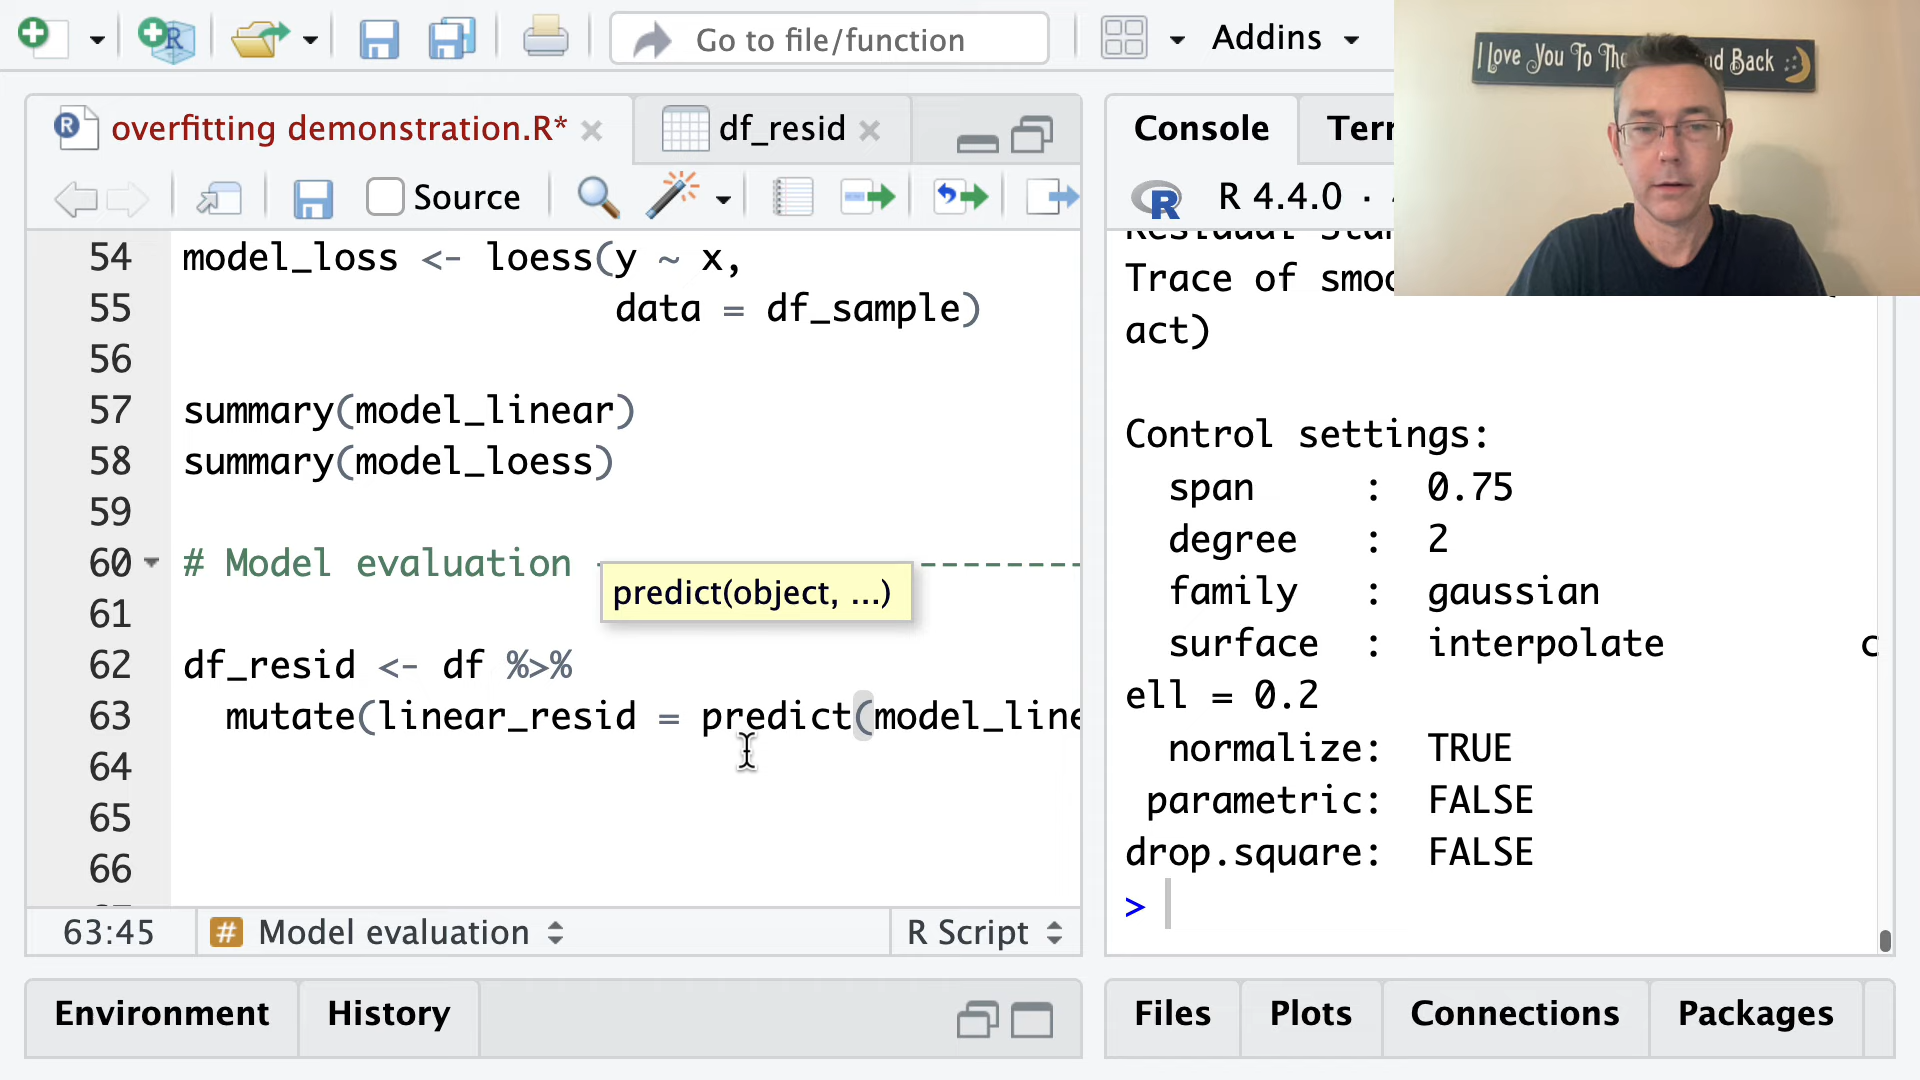 Go to file/function
Addins
I Love You To The
nd Back
overfitting demonstration.R*
df_resid
Console
Terr
Source
R 4.4.0 ·
54 model_loss <- loess(y ~ x,
55 data = df_sample)
56
57 summary(model_linear)
58 summary(model_loess)
59
60 # Model evaluation
61
62 df_resid <- df %>%
63 mutate(linear_resid = predict(model_line
64
65
66
predict(object, ...)
63:45
# Model evaluation
R Script
Trace of smoo
act)
Control settings:
span : 0.75
degree : 2
family : gaussian
surface : interpolate c
ell = 0.2
normalize: TRUE
parametric: FALSE
drop.square: FALSE
>
Environment
History
Files
Plots
Connections
Packages